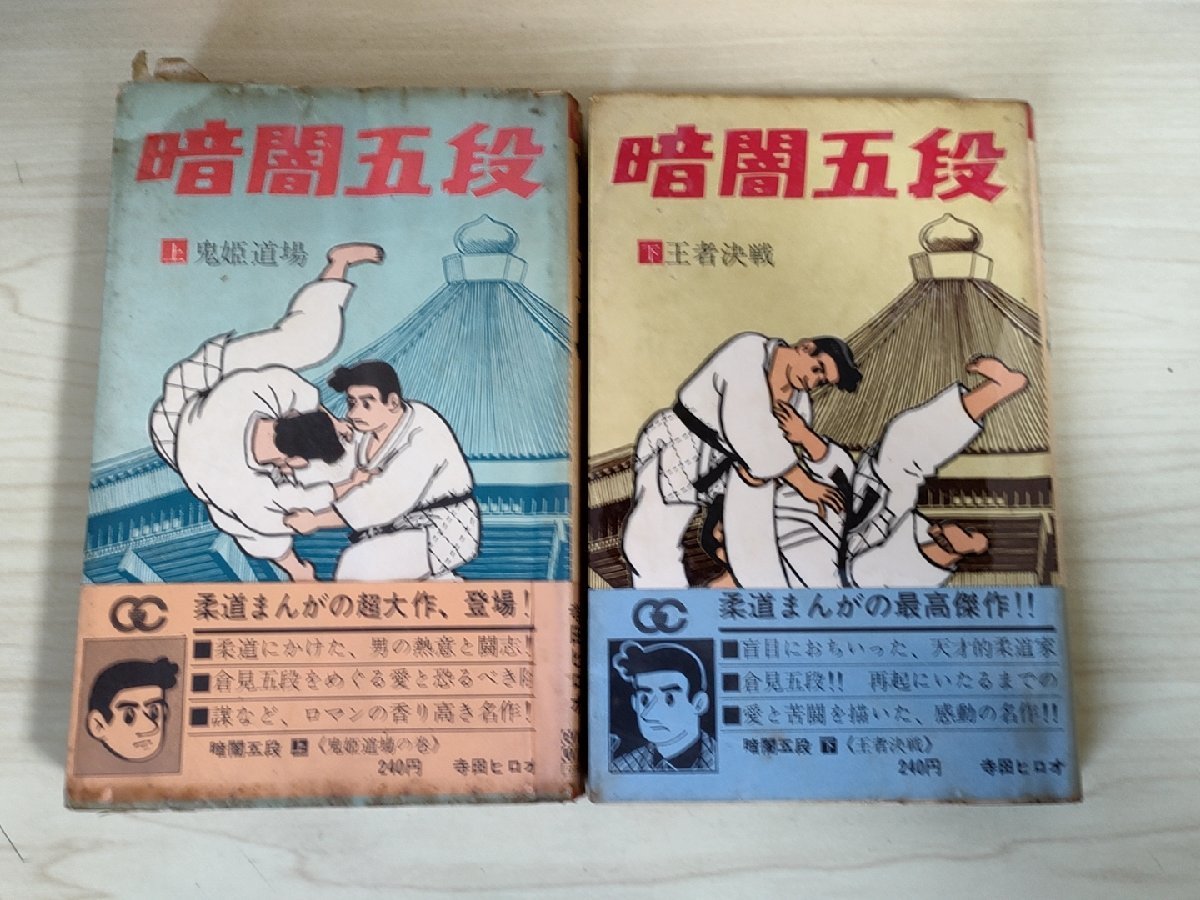 暗闇五段
上 鬼姫道場
柔道まんがの超大作、登場!
■柔道にかけた、男の熱意と闘志!
■倉見五段をめぐる愛と恐るべき陰
謀など、ロマンの香り高き名作!
暗闇五段 上 《鬼姫道場の巻》
240円 寺田ヒロオ
暗闇五段
下 王者決戦
柔道まんがの最高傑作!!
■盲目におちいった、天才的柔道家
■倉見五段!! 再起にいたるまでの
■愛と苦闘を描いた、感動の名作!!
暗闇五段 下 《王者決戦》
240円 寺田ヒロオ